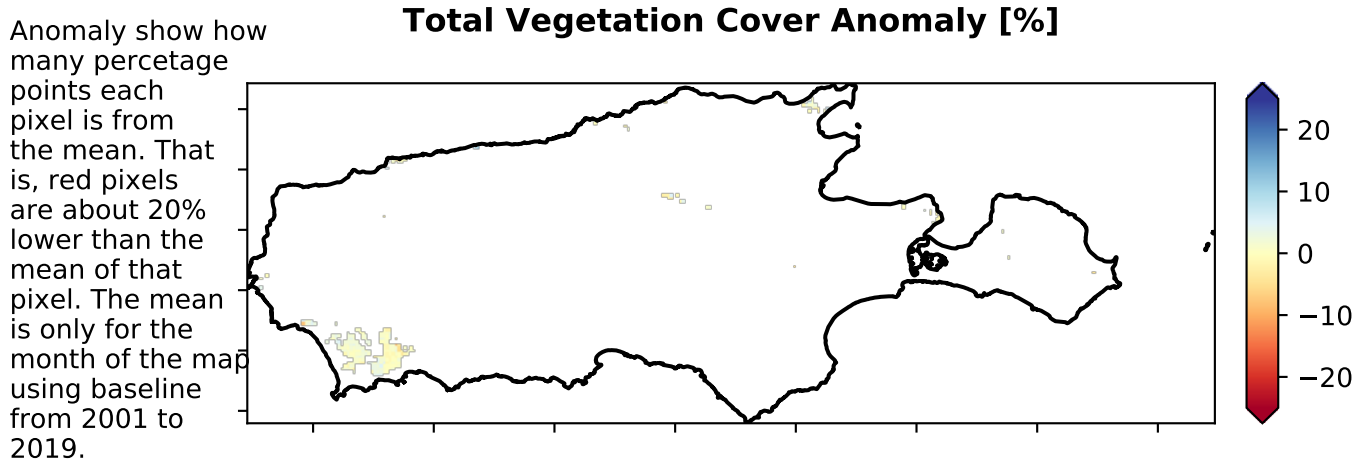 Total Vegetation Cover Anomaly [%]
Anomaly show how
many percetage
points each
pixel is from
the mean. That
is, red pixels
are about 20%
lower than the
mean of that
pixel. The mean
is only for the
month of the map
using baseline
from 2001 to
2019.
20
10
0
−10
−20